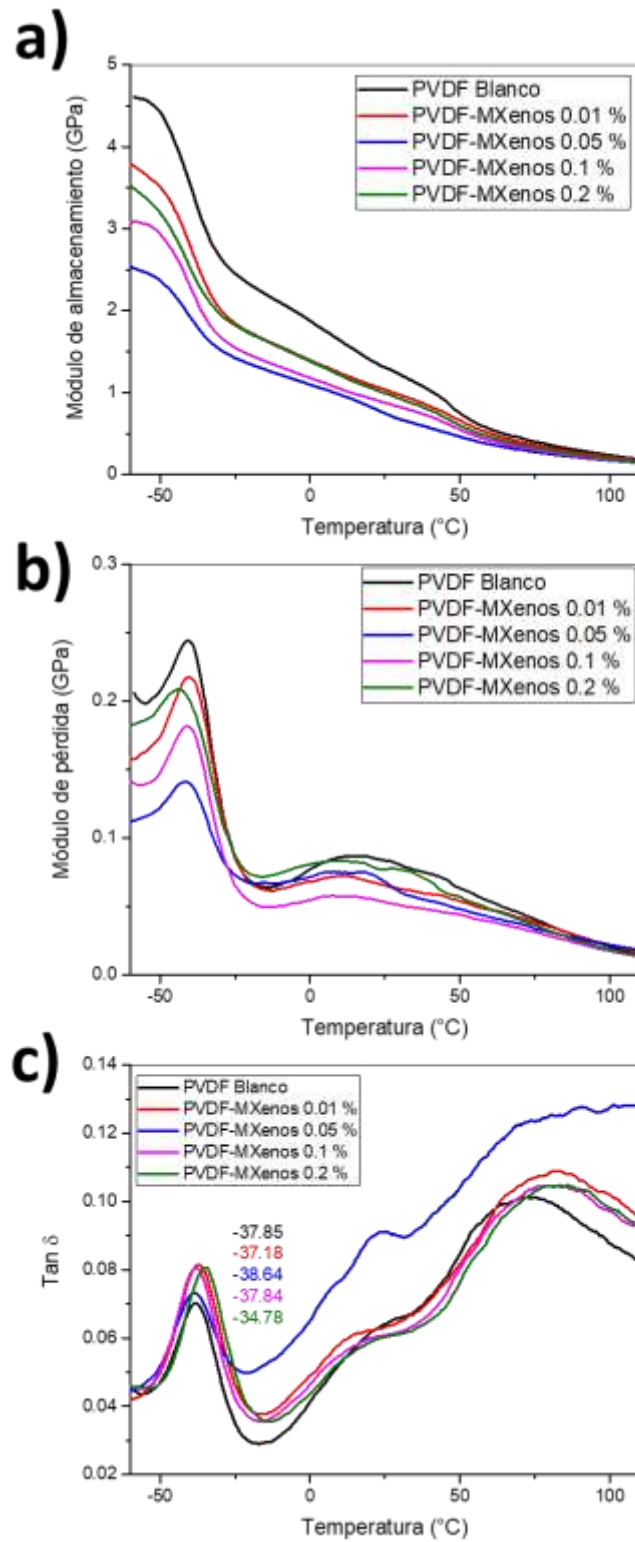 a)
Módulo de almacenamiento (GPa)
5
4
3
2
1
0
PVDF Blanco
PVDF-MXenos 0.01 %
PVDF-MXenos 0.05 %
PVDF-MXenos 0.1 %
PVDF-MXenos 0.2 %
-50
0
50
100
Temperatura (°C)
b)
Módulo de pérdida (GPa)
0.3
0.2
0.1
0.0
PVDF Blanco
PVDF-MXenos 0.01 %
PVDF-MXenos 0.05 %
PVDF-MXenos 0.1 %
PVDF-MXenos 0.2 %
-50
0
50
100
Temperatura (°C)
c)
Tan δ
0.14
0.12
0.10
0.08
0.06
0.04
0.02
PVDF Blanco
PVDF-MXenos 0.01 %
PVDF-MXenos 0.05 %
PVDF-MXenos 0.1 %
PVDF-MXenos 0.2 %
-37.85
-37.18
-38.64
-37.84
-34.78
-50
0
50
100
Temperatura (°C)